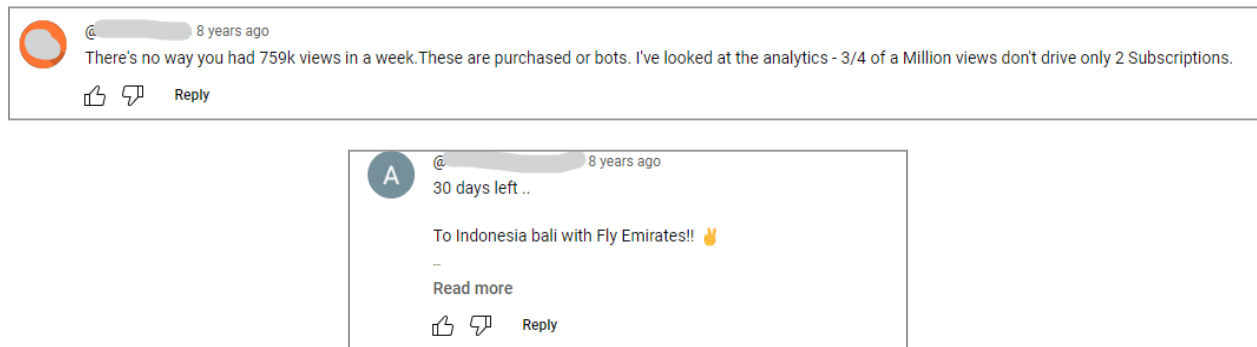 @ 8 years ago
There's no way you had 759k views in a week.These are purchased or bots. I've looked at the analytics - 3/4 of a Million views don't drive only 2 Subscriptions.
Reply
A
@ 8 years ago
30 days left ..
To Indonesia bali with Fly Emirates!! ✌
_
Read more
Reply